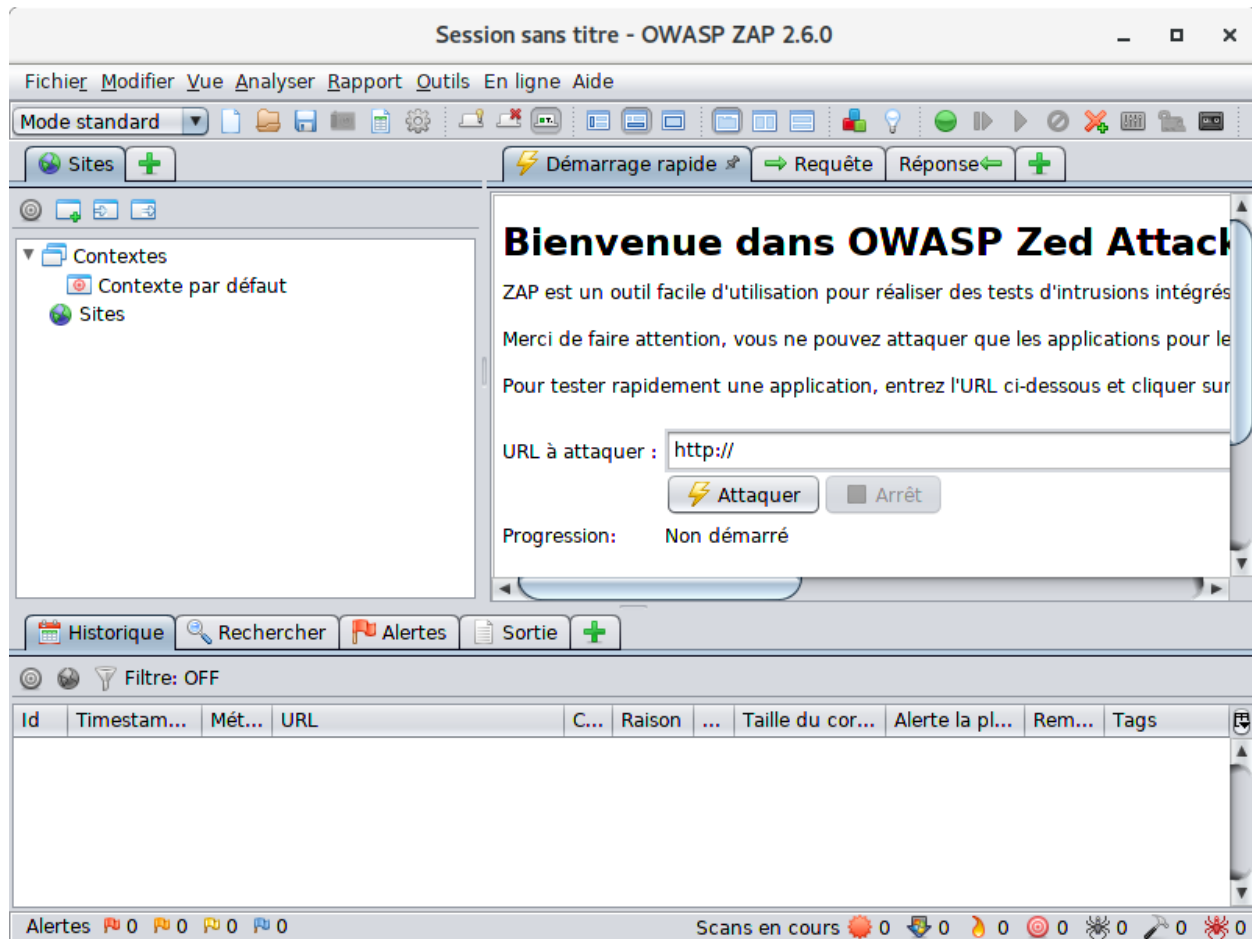 Session sans titre - OWASP ZAP 2.6.0
Fichier Modifier Vue Analyser Rapport Outils En ligne Aide
Mode standard
Sites
Démarrage rapide Requête Réponse
Contextes
Contexte par défaut
Sites
Bienvenue dans OWASP Zed Attack
ZAP est un outil facile d'utilisation pour réaliser des tests d'intrusions intégrés
Merci de faire attention, vous ne pouvez attaquer que les applications pour le
Pour tester rapidement une application, entrez l'URL ci-dessous et cliquer sur
URL à attaquer : http://
Attaquer Arrêt
Progression: Non démarré
Historique Rechercher Alertes Sortie
Filtre: OFF
Id Timestam... Mét... URL C... Raison ... Taille du cor... Alerte la pl... Rem... Tags
Alertes 0 0 0 0 Scans en cours 0 0 0 0 0 0 0